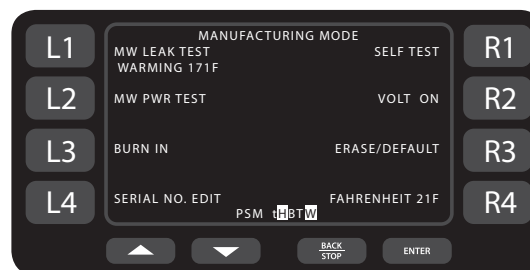 MANUFACTURING MODE
L1 MW LEAK TEST SELF TEST R1
WARMING 171F
L2 MW PWR TEST VOLT ON R2
L3 BURN IN ERASE/DEFAULT R3
L4 SERIAL NO. EDIT FAHRENHEIT 21F R4
PSM tHBTW
BACK
STOP
ENTER